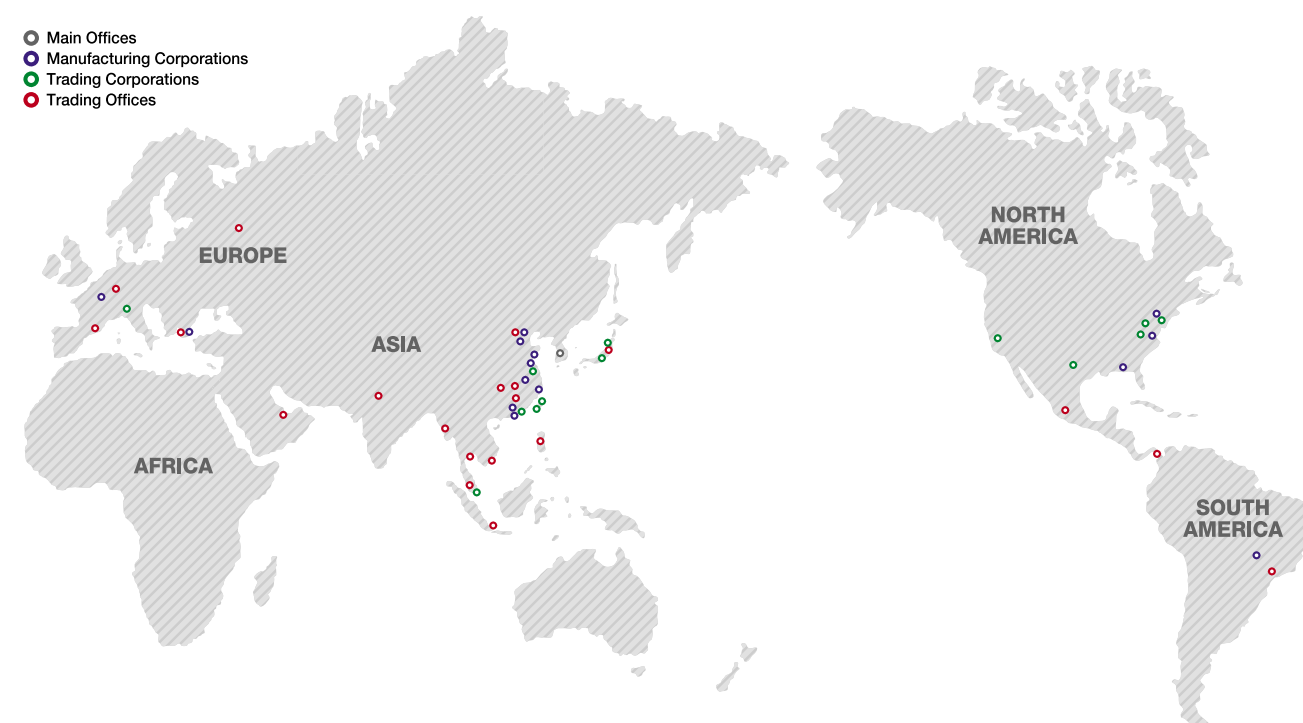 Main Offices
Manufacturing Corporations
Trading Corporations
Trading Offices
NORTH
AMERICA
EUROPE
ASIA
AFRICA
SOUTH
AMERICA